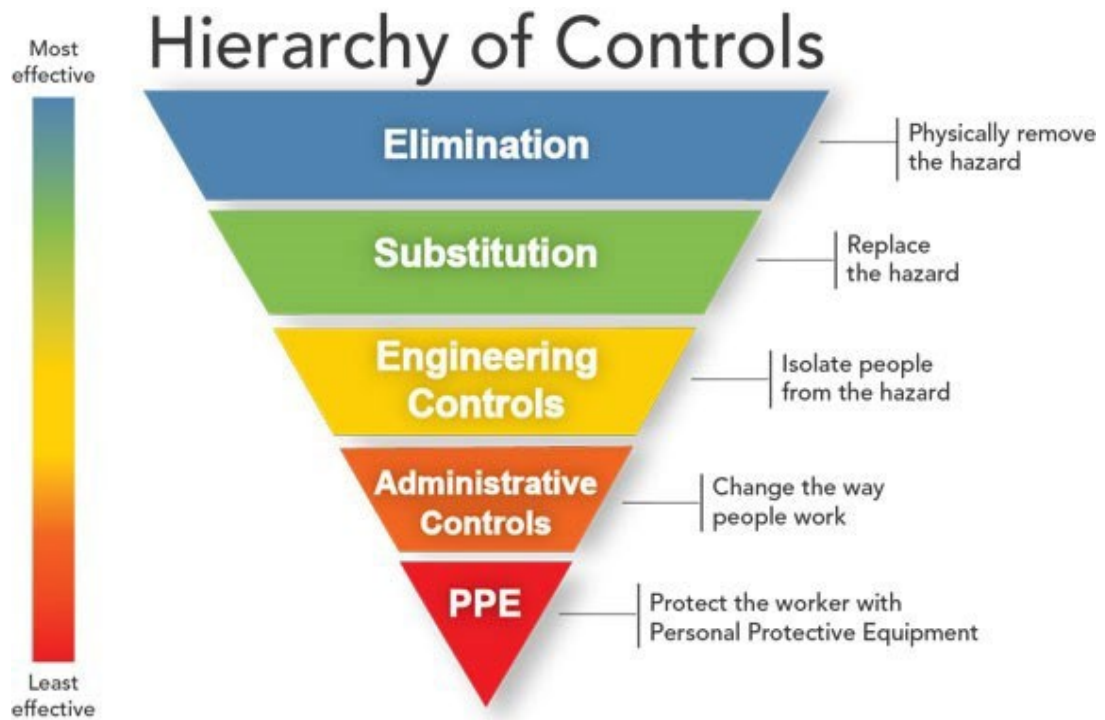 Hierarchy of Controls
Most
effective
Elimination
Physically remove
the hazard
Substitution
Replace
the hazard
Engineering
Controls
Isolate people
from the hazard
Administrative
Controls
Change the way
people work
PPE
Protect the worker with
Personal Protective Equipment
Least
effective